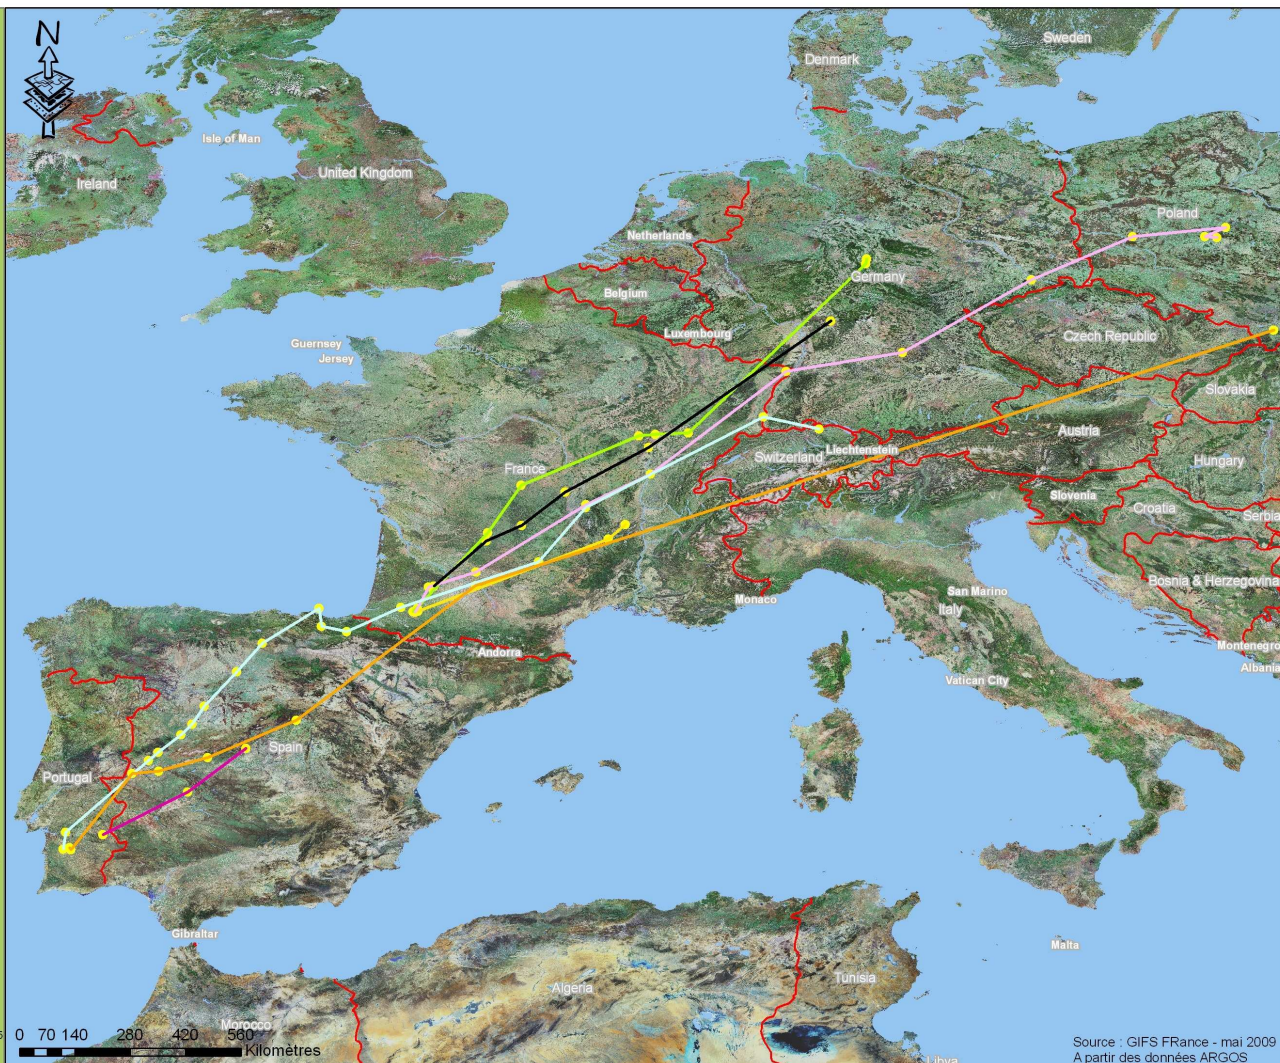 N
Sweden
Denmark
Isle of Man
United Kingdom
Ireland
Poland
Netherlands
Germany
Belgium
Luxembourg
Czech Republic
Guernsey
Jersey
Slovakia
Austria
France
Switzerland
Liechtenstein
Hungary
Slovenia
Croatia
Serbia
Bosnia & Herzegovina
San Marino
Monaco
Italy
Montenegro
Andorra
Albania
Vatican City
Spain
Portugal
Gibraltar
Malta
Tunisia
Algeria
Morocco
0 70 140 280 420 560
Kilomètres
Libya
Source : GIFS FRance - mai 2009
A partir des données ARGOS